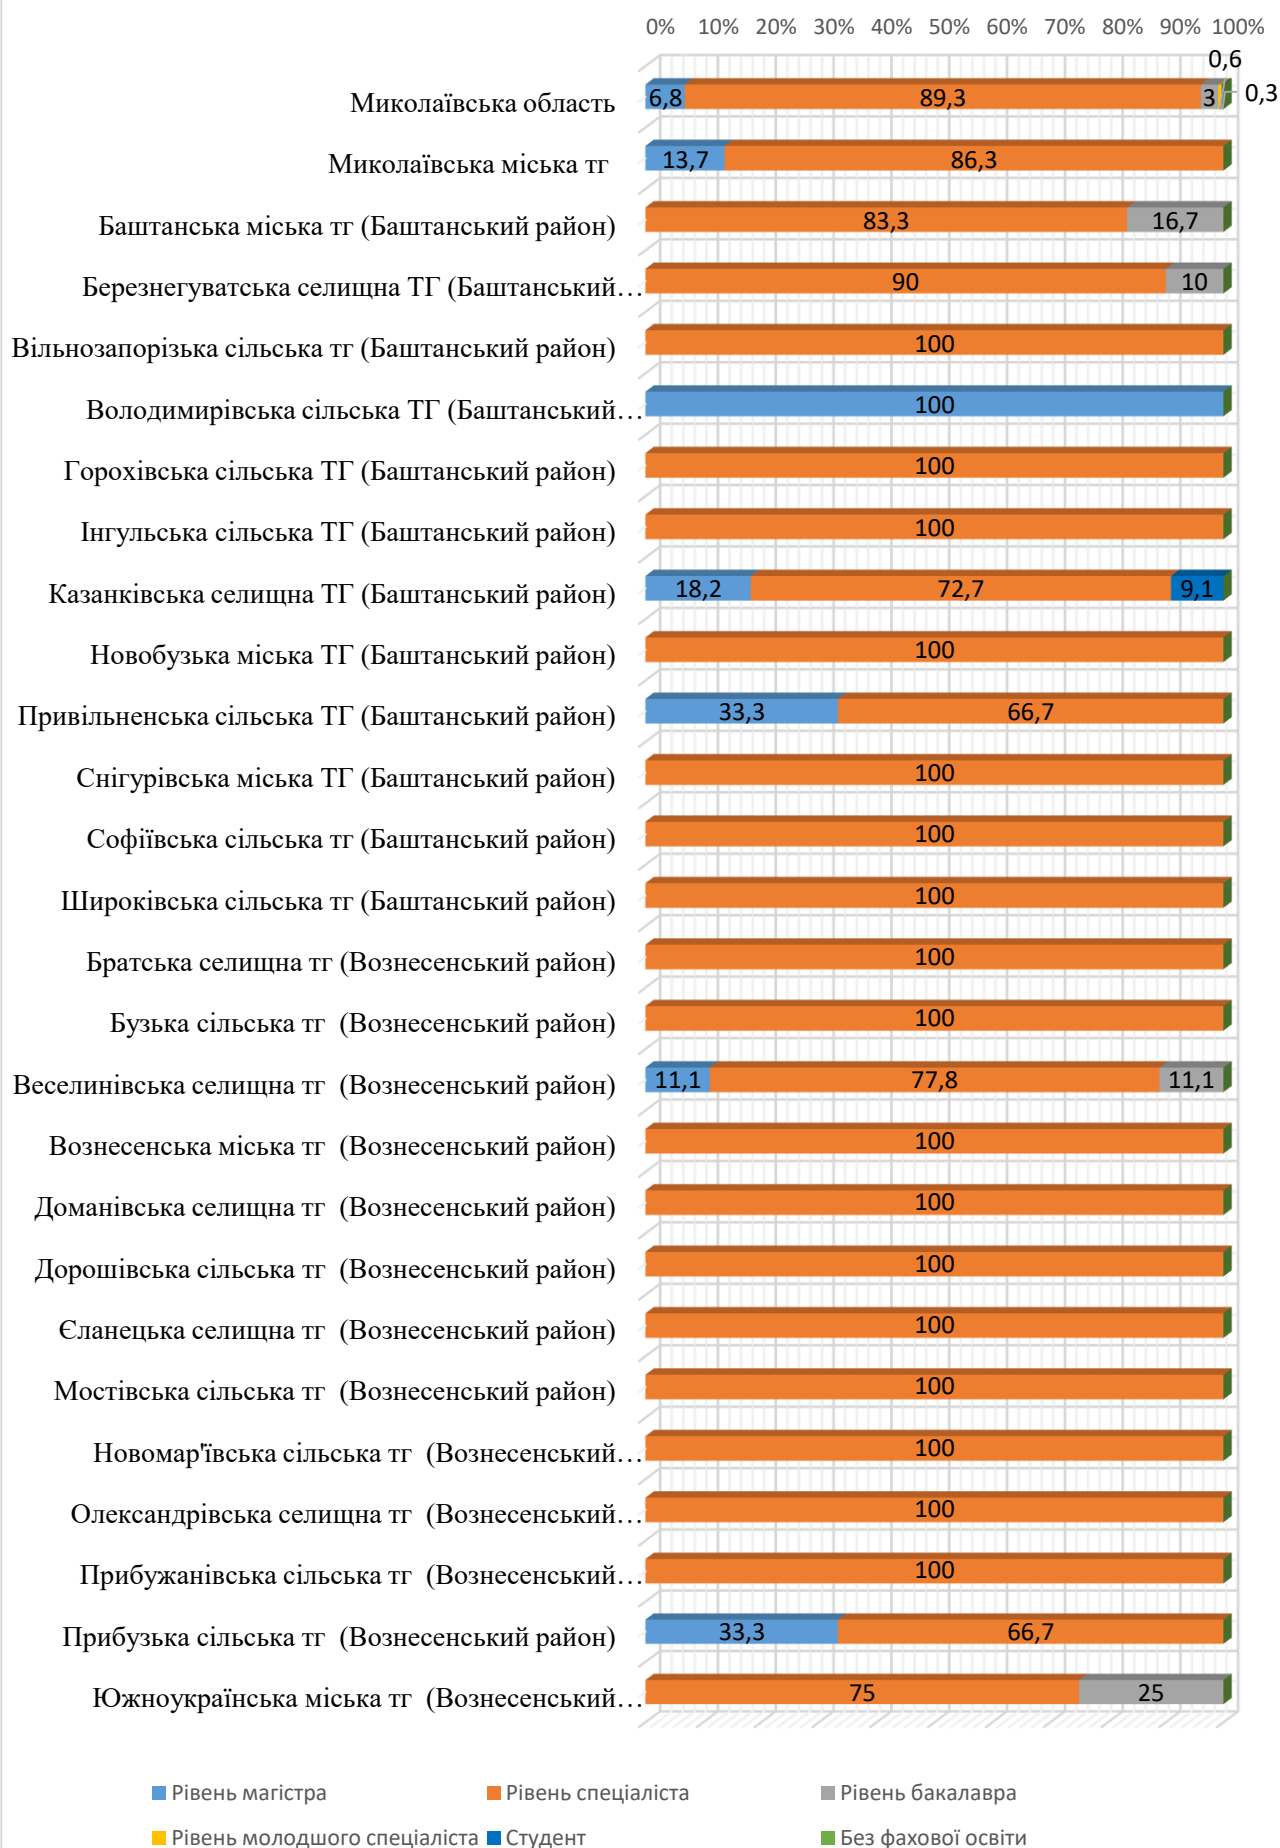 0% 10% 20% 30% 40% 50% 60% 70% 80% 90% 100%
0,6
Миколаївська область 6,8 89,3 3 0,3
Миколаївська міська тг 13,7 86,3
Баштанська міська тг (Баштанський район) 83,3 16,7
Березнегуватська селищна ТГ (Баштанський… 90 10
Вільнозапорізька сільська тг (Баштанський район) 100
Володимирівська сільська ТГ (Баштанський… 100
Горохівська сільська ТГ (Баштанський район) 100
Інгульська сільська ТГ (Баштанський район) 100
Казанківська селищна ТГ (Баштанський район) 18,2 72,7 9,1
Новобузька міська ТГ (Баштанський район) 100
Привільненська сільська ТГ (Баштанський район) 33,3 66,7
Снігурівська міська ТГ (Баштанський район) 100
Софіївська сільська тг (Баштанський район) 100
Широківська сільська тг (Баштанський район) 100
Братська селищна тг (Вознесенський район) 100
Бузька сільська тг (Вознесенський район) 100
Веселинівська селищна тг (Вознесенський район) 11,1 77,8 11,1
Вознесенська міська тг (Вознесенський район) 100
Доманівська селищна тг (Вознесенський район) 100
Дорошівська сільська тг (Вознесенський район) 100
Єланецька селищна тг (Вознесенський район) 100
Мостівська сільська тг (Вознесенський район) 100
Новомар'ївська сільська тг (Вознесенський… 100
Олександрівська селищна тг (Вознесенський… 100
Прибужанівська сільська тг (Вознесенський… 100
Прибузька сільська тг (Вознесенський район) 33,3 66,7
Южноукраїнська міська тг (Вознесенський… 75 25
Рівень магістра Рівень спеціаліста Рівень бакалавра
Рівень молодшого спеціаліста Студент Без фахової освіти